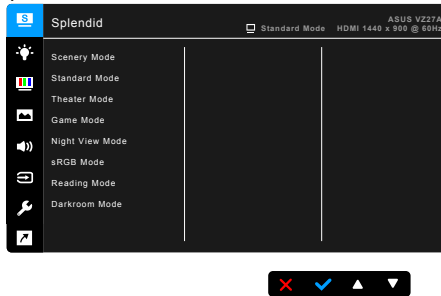 S
Splendid
ASUS VZ27A
Standard Mode HDMI 1440 x 900 @ 60Hz
Scenery Mode
Standard Mode
Theater Mode
Game Mode
Night View Mode
sRGB Mode
Reading Mode
Darkroom Mode